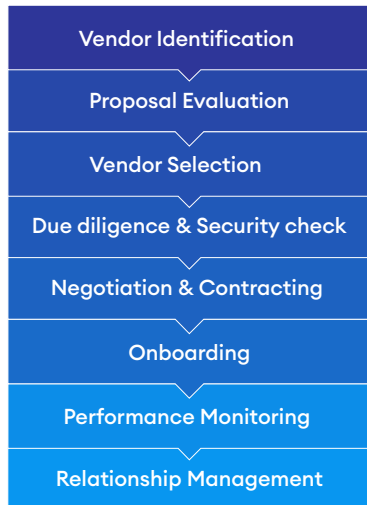 Vendor Identification
Proposal Evaluation
Vendor Selection
Due diligence & Security check
Negotiation & Contracting
Onboarding
Performance Monitoring
Relationship Management